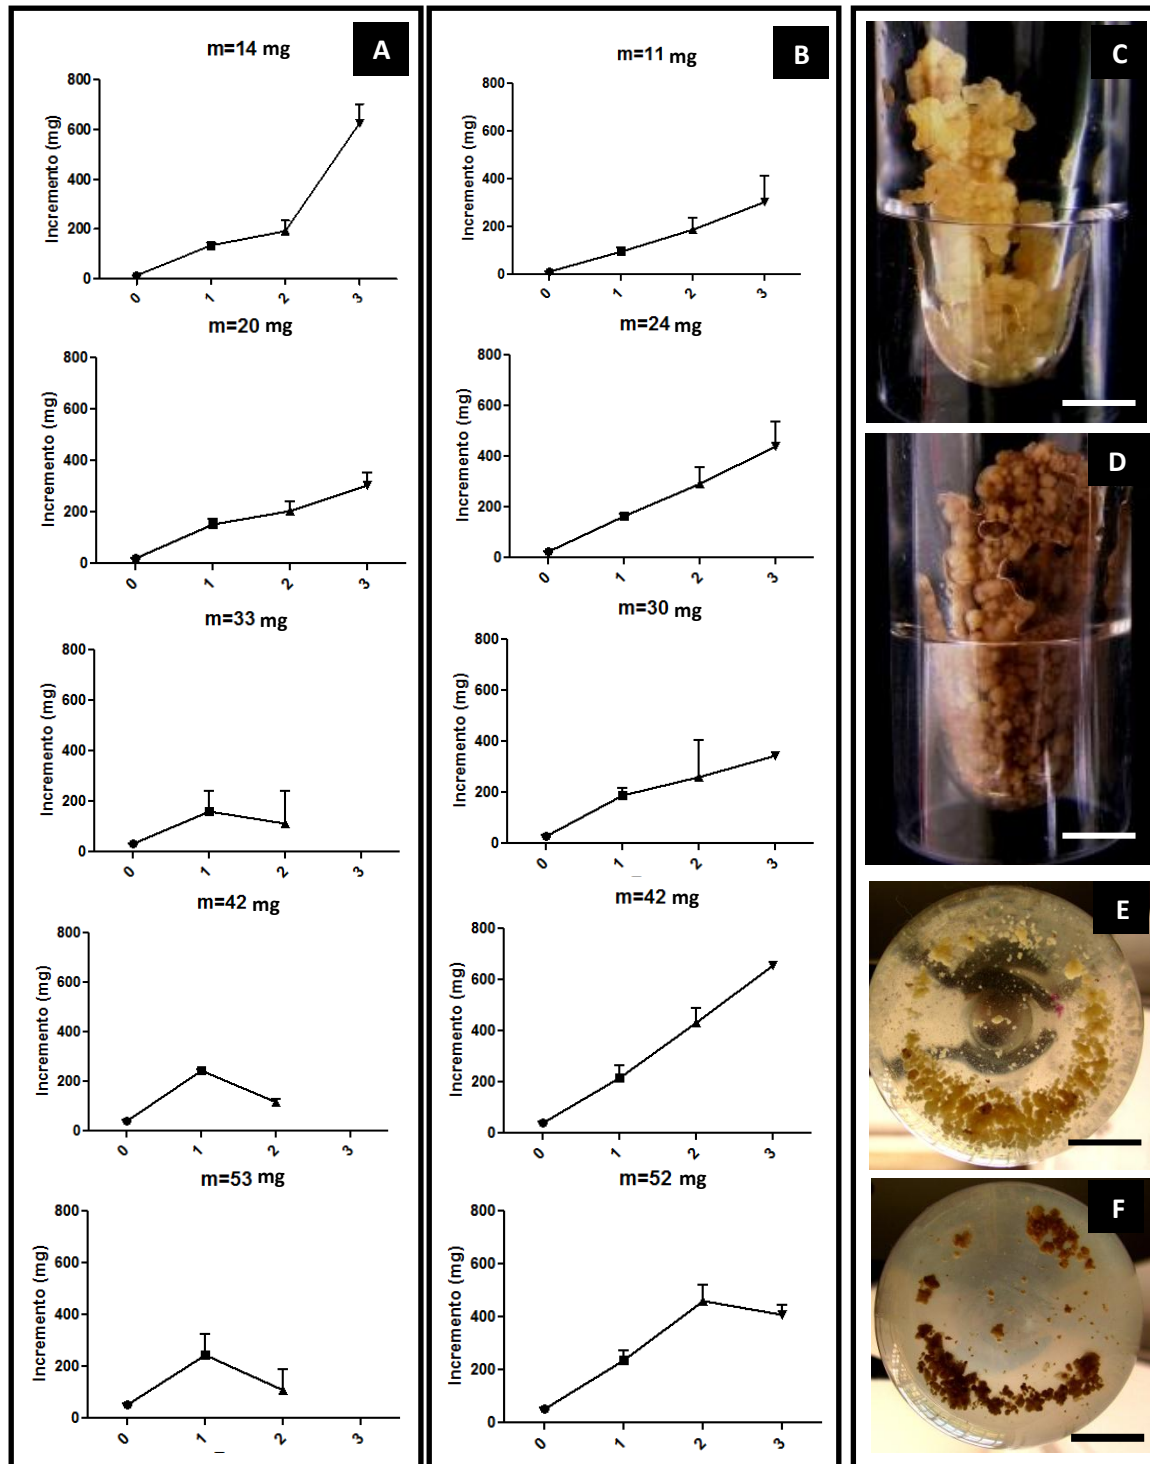 A
m=14 mg
Incremento (mg)
800
600
400
200
0
0 1 2 3
m=20 mg
Incremento (mg)
800
600
400
200
0
0 1 2 3
m=33 mg
Incremento (mg)
800
600
400
200
0
0 1 2 3
m=42 mg
Incremento (mg)
800
600
400
200
0
0 1 2 3
m=53 mg
Incremento (mg)
800
600
400
200
0
0 1 2 3
B
m=11 mg
Incremento (mg)
800
600
400
200
0
0 1 2 3
m=24 mg
Incremento (mg)
800
600
400
200
0
0 1 2 3
m=30 mg
Incremento (mg)
800
600
400
200
0
0 1 2 3
m=42 mg
Incremento (mg)
800
600
400
200
0
0 1 2 3
m=52 mg
Incremento (mg)
800
600
400
200
0
0 1 2 3
C
D
E
F